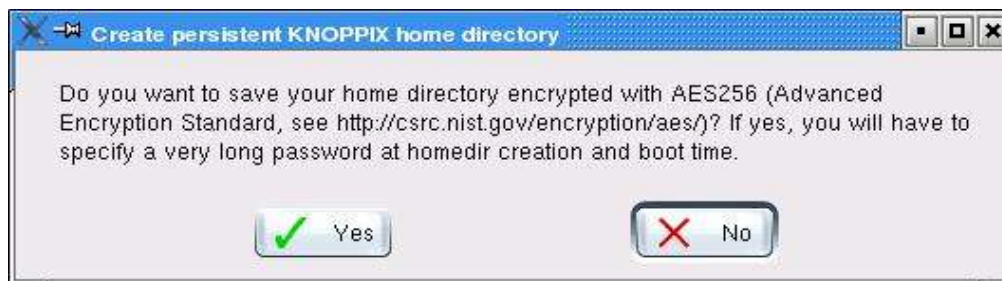 Create persistent KNOPPIX home directory
Do you want to save your home directory encrypted with AES256 (Advanced
Encryption Standard, see http://csrc.nist.gov/encryption/aes/)? If yes, you will have to
specify a very long password at homedir creation and boot time.
Yes
No